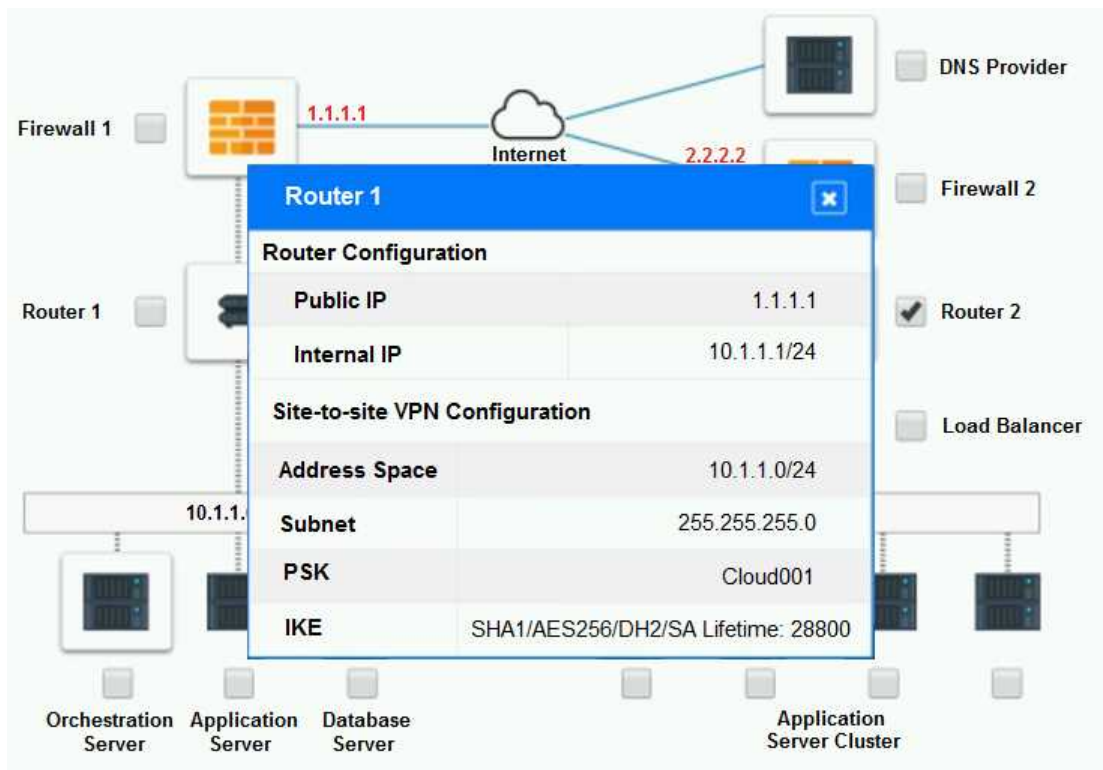 DNS Provider
Firewall 1
1.1.1.1
Internet
2.2.2.2
Firewall 2
Router 1
Router Configuration
Public IP 1.1.1.1
Internal IP 10.1.1.1/24
Router 1
Router 2
Site-to-site VPN Configuration
Load Balancer
Address Space 10.1.1.0/24
10.1.1.
Subnet 255.255.255.0
PSK Cloud001
IKE SHA1/AES256/DH2/SA Lifetime: 28800
Orchestration Server
Application Server
Database Server
Application Server Cluster